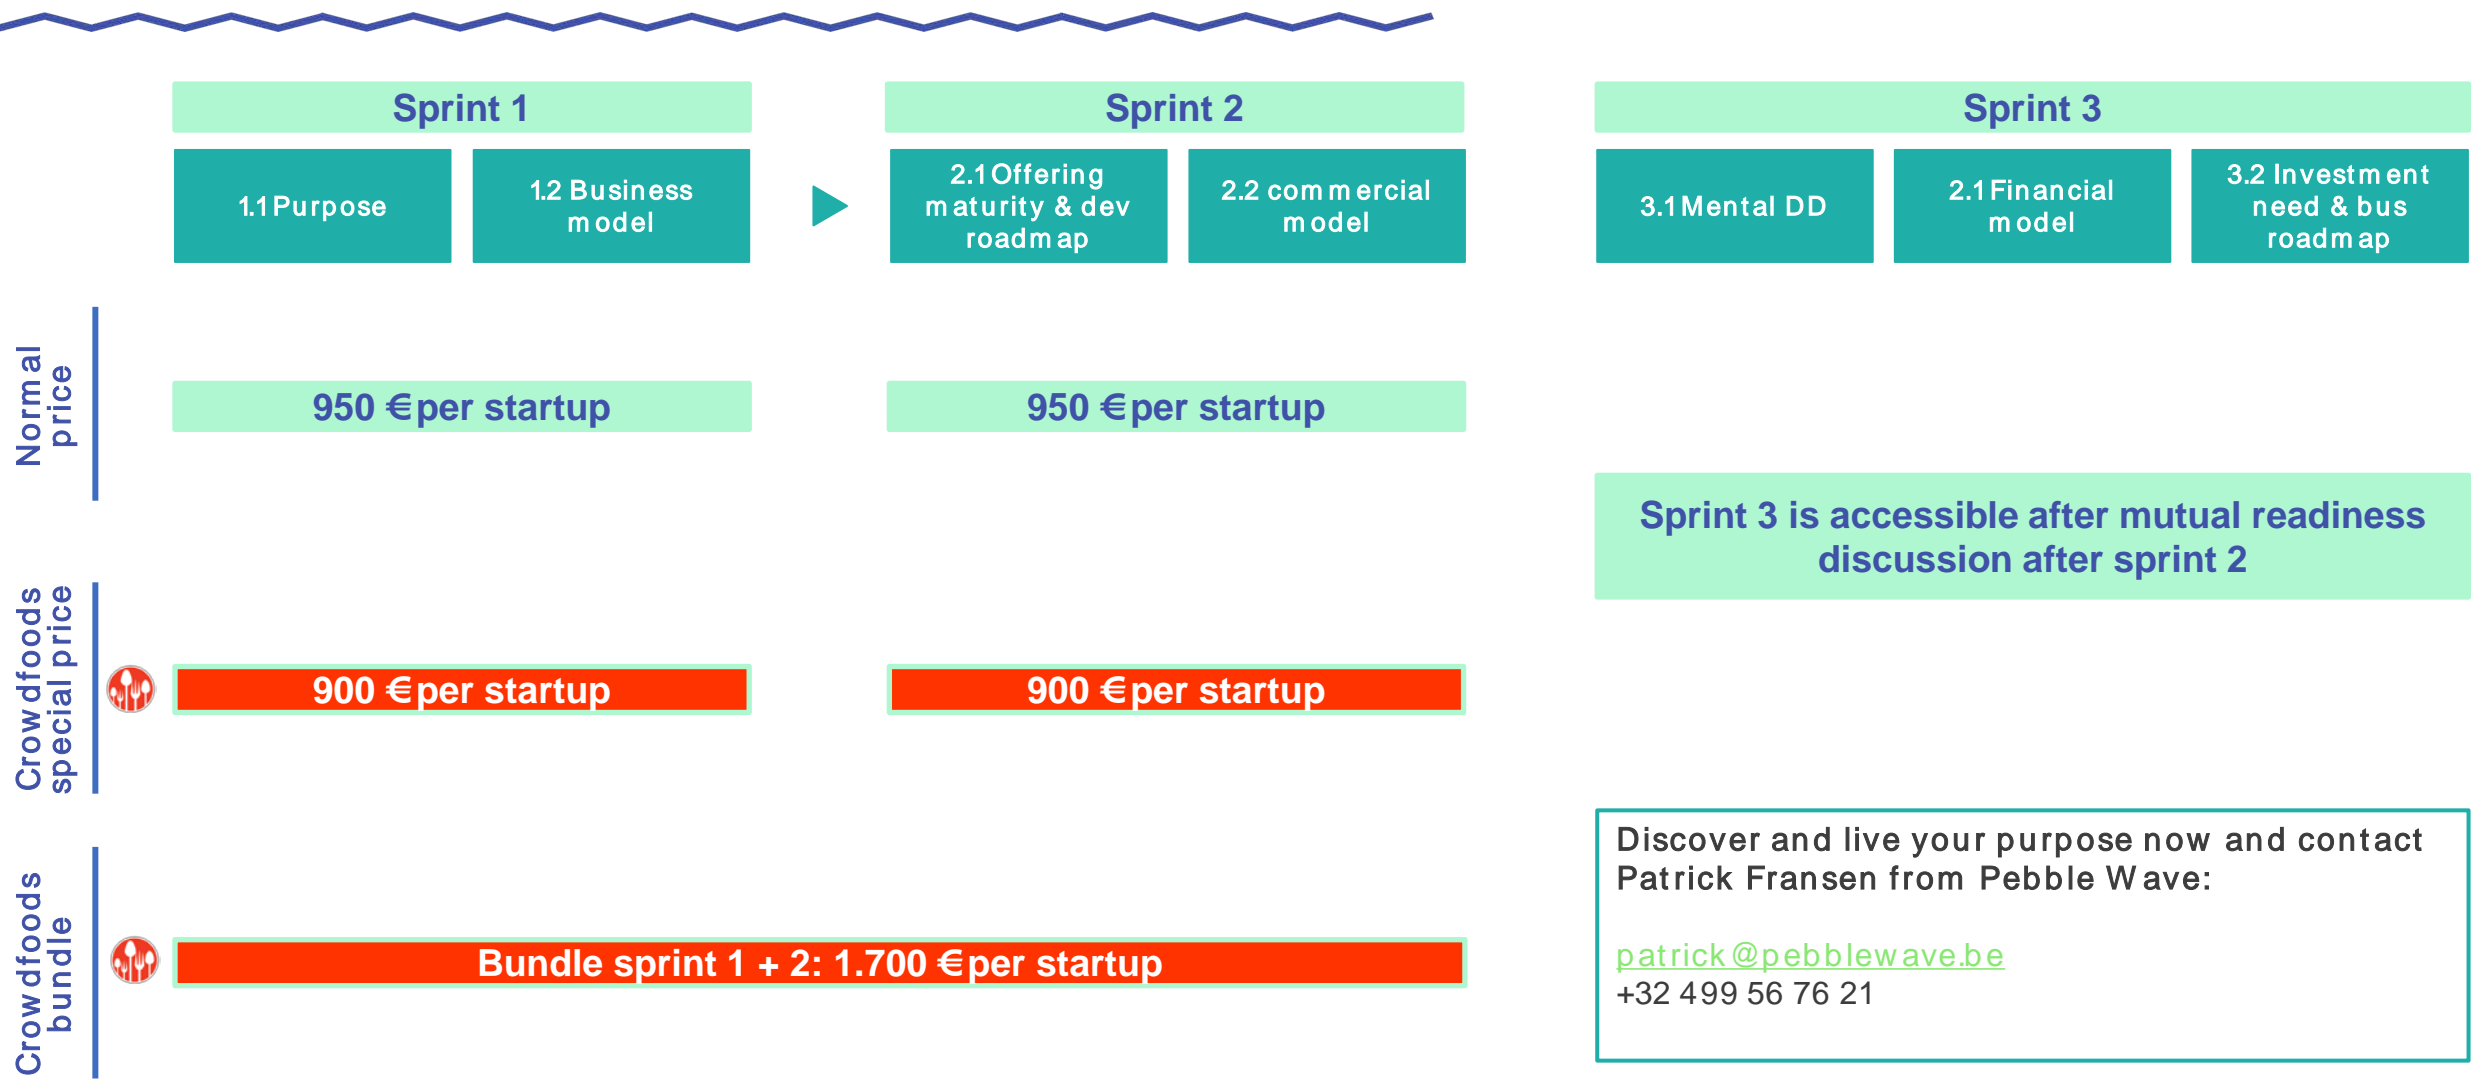 Sprint 1
Sprint 2
Sprint 3
1.1 Purpose
1.2 Business
model
2.1 Offering
maturity & dev
roadmap
2.2 commercial
model
3.1 Mental DD
2.1 Financial
model
3.2 Investment
need & bus
roadmap
Normal
price
950 € per startup
950 € per startup
Sprint 3 is accessible after mutual readiness
discussion after sprint 2
Crowdfoods
special price
900 € per startup
900 € per startup
Crowdfoods
bundle
Bundle sprint 1 + 2: 1.700 € per startup
Discover and live your purpose now and contact
Patrick Fransen from Pebble Wave:
patrick@pebblewave.be
+32 499 56 76 21